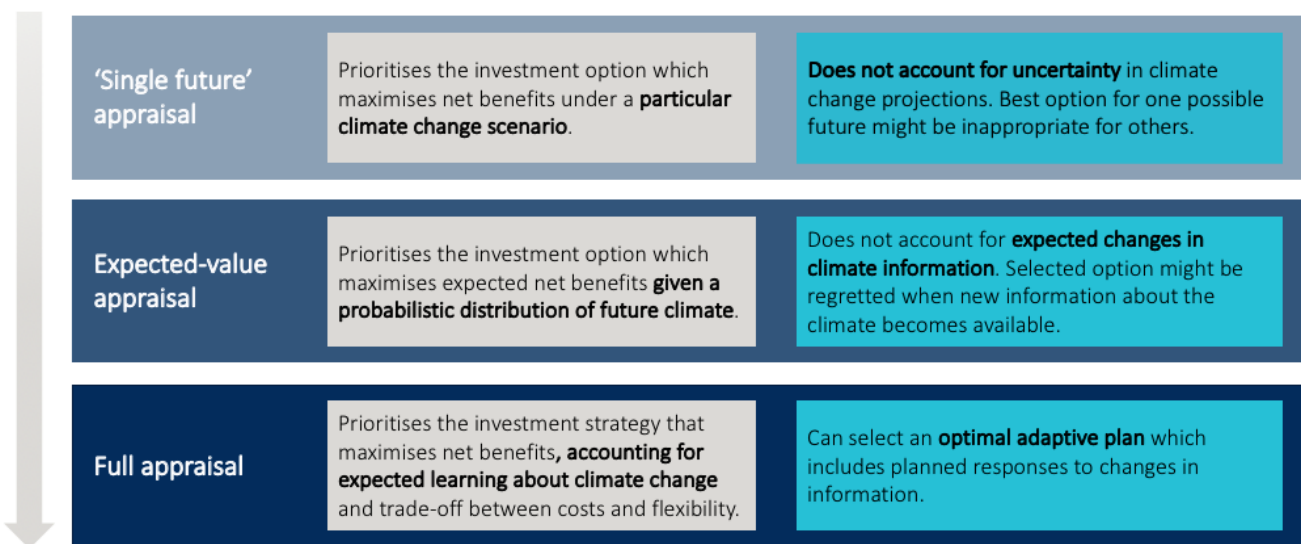 ‘Single future’
appraisal
Prioritises the investment option which
maximises net benefits under a particular
climate change scenario.
Does not account for uncertainty in climate
change projections. Best option for one possible
future might be inappropriate for others.
Expected-value
appraisal
Prioritises the investment option which
maximises expected net benefits given a
probabilistic distribution of future climate.
Does not account for expected changes in
climate information. Selected option might be
regretted when new information about the
climate becomes available.
Full appraisal
Prioritises the investment strategy that
maximises net benefits, accounting for
expected learning about climate change
and trade-off between costs and flexibility.
Can select an optimal adaptive plan which
includes planned responses to changes in
information.